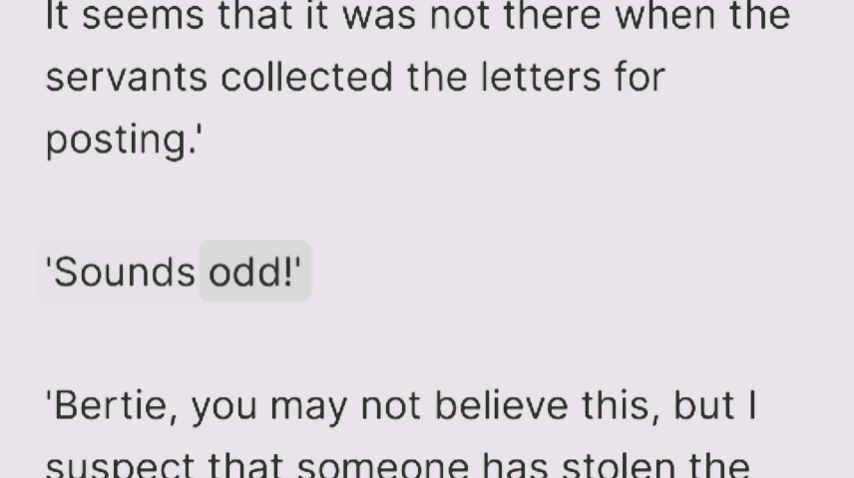 It seems that it was not there when the
servants collected the letters for
posting.'
'Sounds odd!'
'Bertie, you may not believe this, but I
suspect that someone has stolen the